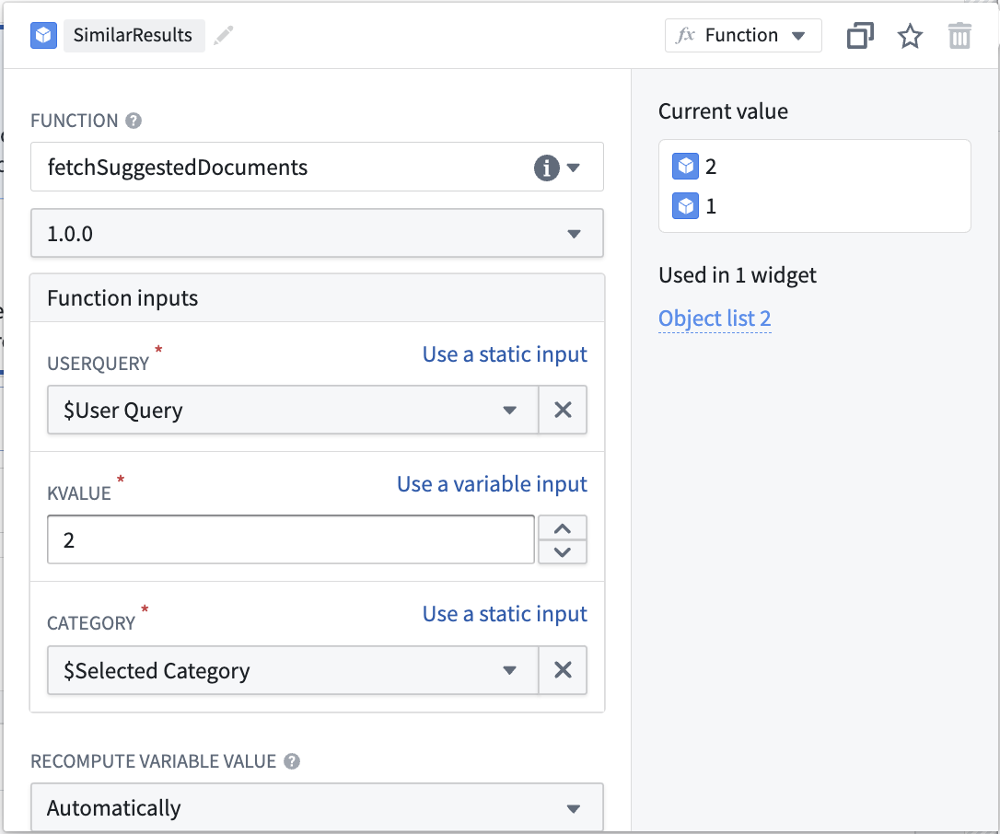 SimilarResults
fx Function
FUNCTION
fetchSuggestedDocuments
1.0.0
Function inputs
USERQUERY *
Use a static input
$User Query
KVALUE *
Use a variable input
2
CATEGORY *
Use a static input
$Selected Category
RECOMPUTE VARIABLE VALUE
Automatically
Current value
2
1
Used in 1 widget
Object list 2